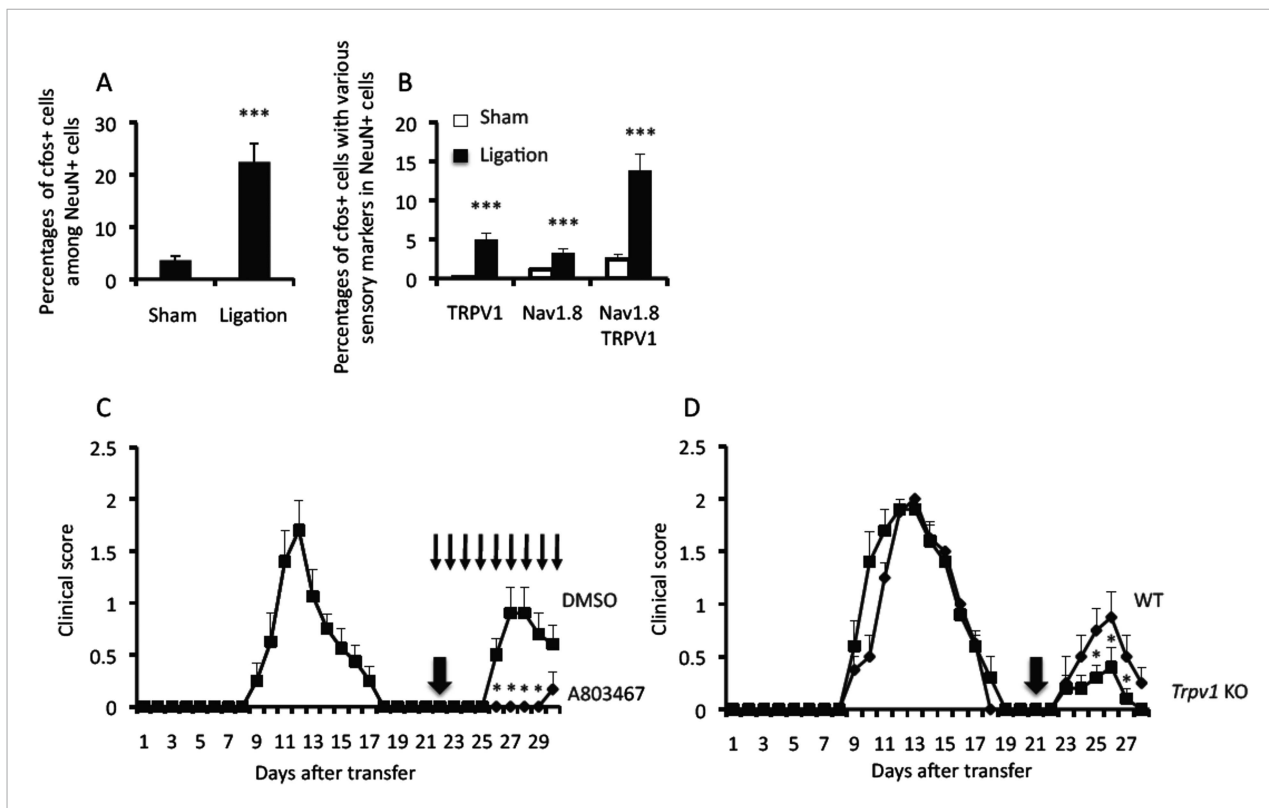 A
Percentages of cfos+ cells
among NeuN+ cells
***
30
20
10
0
Sham
Ligation
B
Percentages of cfos+ cells with various
sensory markers in NeuN+ cells
Sham
Ligation
20
15
10
5
0
***
***
***
TRPV1
Nav1.8
Nav1.8
TRPV1
C
Clinical score
2.5
2
1.5
1
0.5
0
DMSO
A803467
* * * *
1 3 5 7 9 11 13 15 17 19 21 23 25 27 29
Days after transfer
D
Clinical score
2.5
2
1.5
1
0.5
0
WT
Trpv1 KO
* * *
1 3 5 7 9 11 13 15 17 19 21 23 25 27
Days after transfer